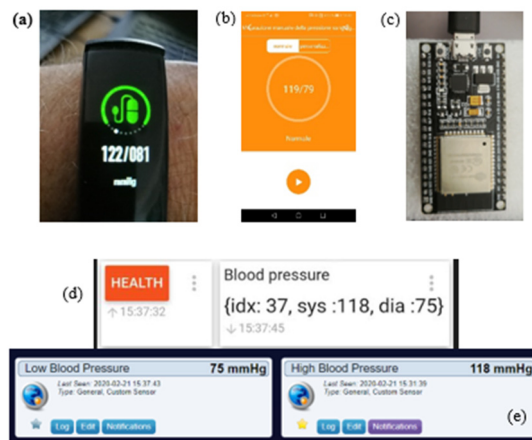 (a)
122/081
mmHg
(b)
119/79
(c)
(d)
HEALTH
↑ 15:37:32
Blood pressure
{idx: 37, sys :118, dia :75}
↓ 15:37:45
Low Blood Pressure 75 mmHg
Last Seen: 2020-02-21 15:37:43
Type: General, Custom Sensor
Log Edit Notifications
High Blood Pressure 118 mmHg
Last Seen: 2020-02-21 15:31:39
Type: General, Custom Sensor
Log Edit Notifications
(e)